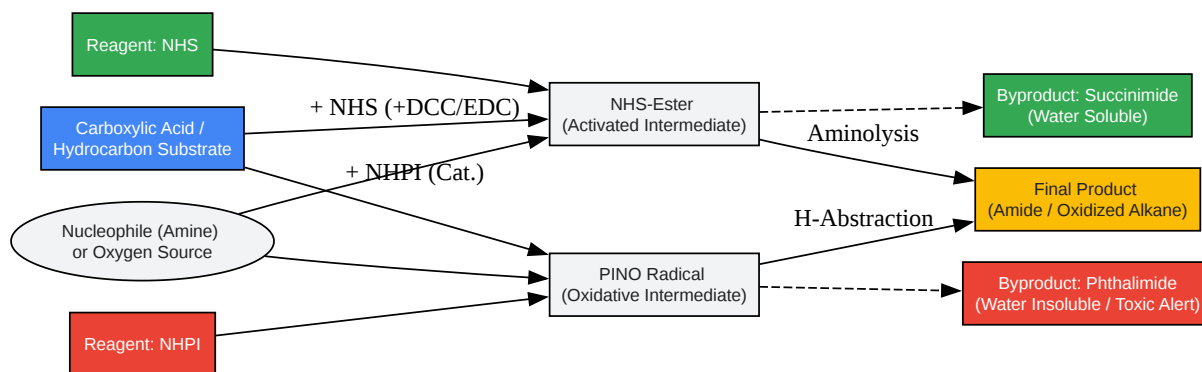 Reagent: NHS
Carboxylic Acid /
Hydrocarbon Substrate
Nucleophile (Amine)
or Oxygen Source
Reagent: NHPI
+ NHS (+DCC/EDC)
+ NHPI (Cat.)
NHS-Ester
(Activated Intermediate)
PINO Radical
(Oxidative Intermediate)
Aminolysis
H-Abstraction
Byproduct: Succinimide
(Water Soluble)
Final Product
(Amide / Oxidized Alkane)
Byproduct: Phthalimide
(Water Insoluble / Toxic Alert)